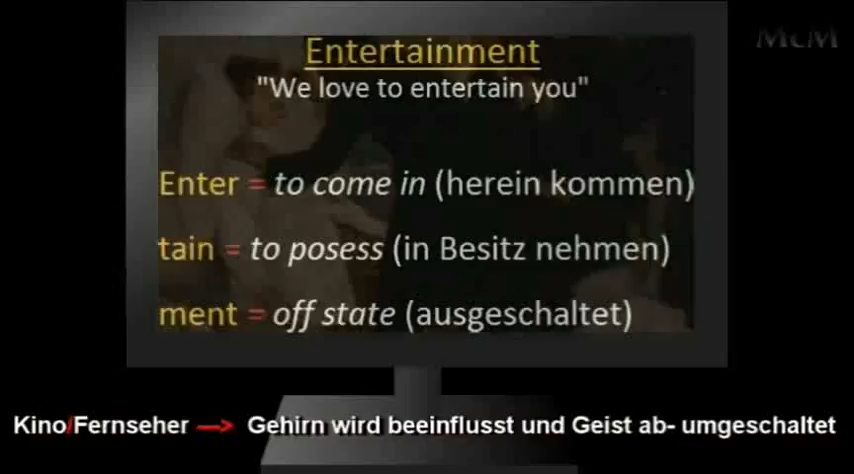 McM
Entertainment
"We love to entertain you"
Enter = to come in (herein kommen)
tain = to posess (in Besitz nehmen)
ment = off state (ausgeschaltet)
Kino/Fernseher --> Gehirn wird beeinflusst und Geist ab- umgeschaltet